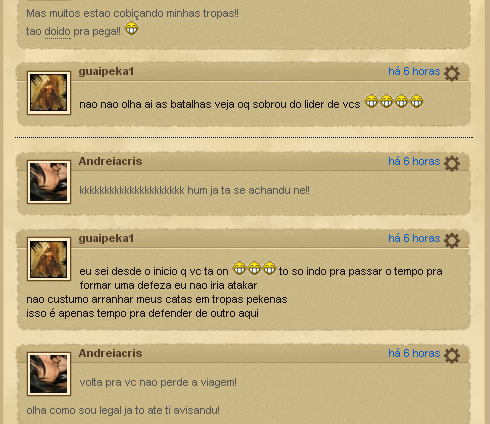 Mas muitos estao cobiçando minhas tropas!!
tao doido pra pega!!
guaipeka1
há 6 horas
nao nao olha ai as batalhas veja oq sobrou do lider de vcs
Andreiacris
há 6 horas
kkkkkkkkkkkkkkkkkkkkk hum ja ta se achandu ne!!
guaipeka1
há 6 horas
eu sei desde o inicio q vc ta on to so indo pra passar o tempo pra
formar uma defeza eu nao iria atakar
nao custumo arranhar meus catas em tropas pekenas
isso é apenas tempo pra defender de outro aqui
Andreiacris
há 6 horas
volta pra vc nao perde a viagem!
olha como sou legal ja to ate ti avisandu!